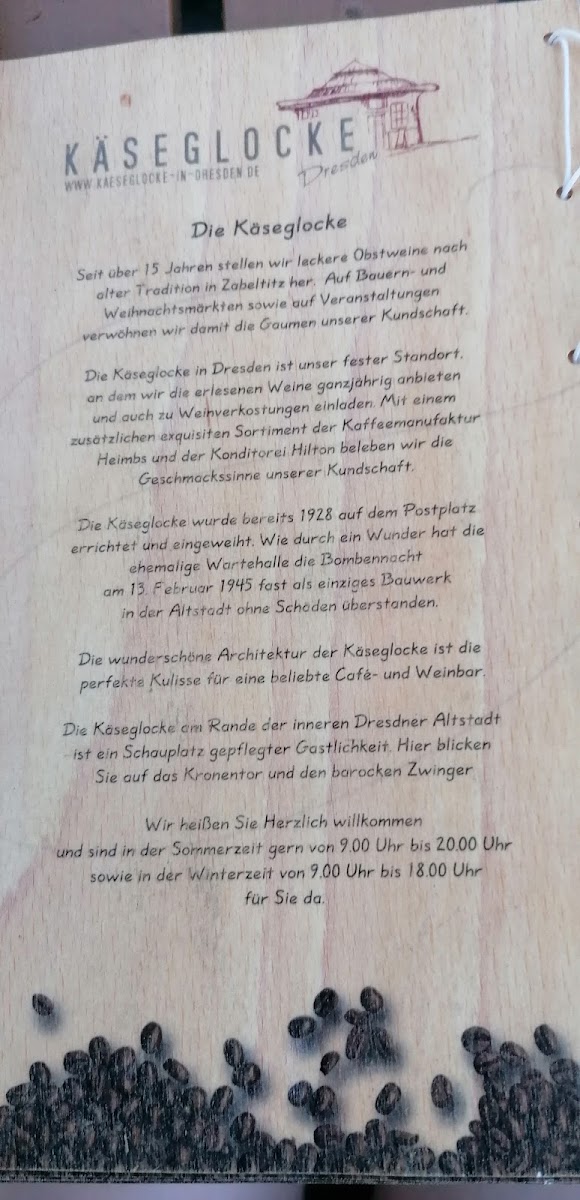 KÄSEGLOCKE
Dresden
WWW.KAESEGLOCKE-IN-DRESDEN.DE
Die Käseglocke
Seit über 15 Jahren stellen wir leckere Obstweine nach
alter Tradition in Zabeltitz her. Auf Bauern- und
Weihnachtsmärkten sowie auf Veranstaltungen
verwöhnen wir damit die Gaumen unserer Kundschaft.
Die Käseglocke in Dresden ist unser fester Standort,
an dem wir die erlesenen Weine ganzjährig anbieten
und auch zu Weinverkostungen einladen. Mit einem
zusätzlichen exquisiten Sortiment der Kaffeemanufaktur
Heimbs und der Konditorei Hilton beleben wir die
Geschmackssinne unserer Kundschaft.
Die Käseglocke wurde bereits 1928 auf dem Postplatz
errichtet und eingeweiht. Wie durch ein Wunder hat die
ehemalige Wartehalle die Bombennacht
am 13. Februar 1945 fast als einziges Bauwerk
in der Altstadt ohne Schäden überstanden.
Die wunderschöne Architektur der Käseglocke ist die
perfekte Kulisse für eine beliebte Café- und Weinbar.
Die Käseglocke am Rande der inneren Dresdner Altstadt
ist ein Schauplatz gepflegter Gastlichkeit. Hier blicken
Sie auf das Kronentor und den barocken Zwinger
Wir heißen Sie Herzlich willkommen
und sind in der Sommerzeit gern von 9.00 Uhr bis 20.00 Uhr
sowie in der Winterzeit von 9.00 Uhr bis 18.00 Uhr
für Sie da.